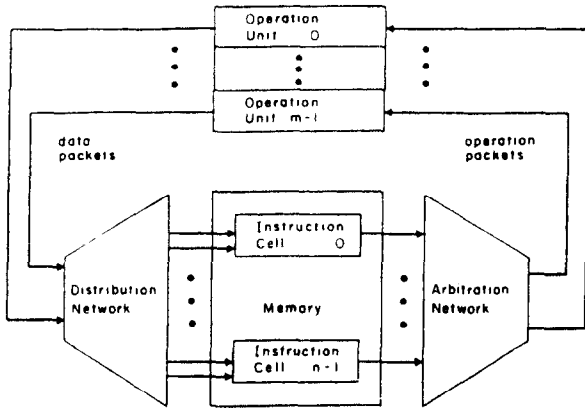 Operation
Unit 0
Operation
Unit m-1
data
packets
operation
packets
Instruction
Cell 0
Distribution
Network
Memory
Arbitration
Network
Instruction
Cell n-1